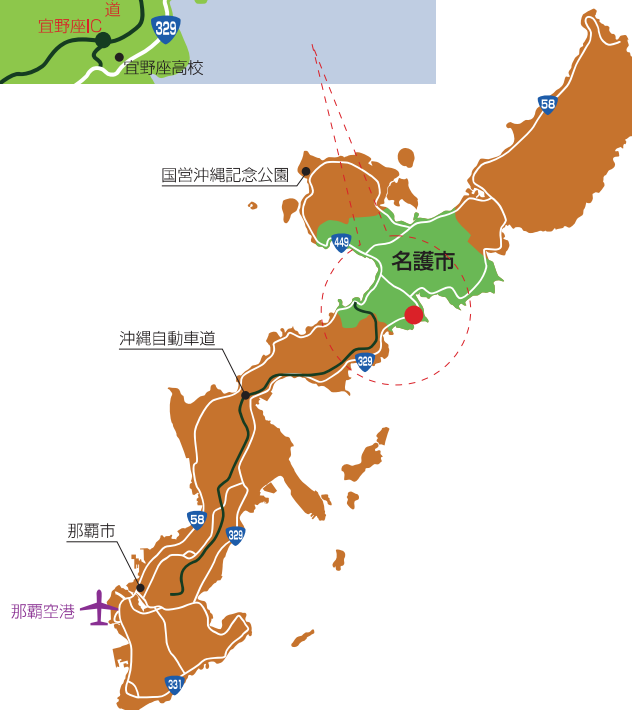 道
宜野座IC
329
宜野座高校
58
国営沖縄記念公園
449
名護市
沖縄自動車道
329
58
那覇市
329
那覇空港
331